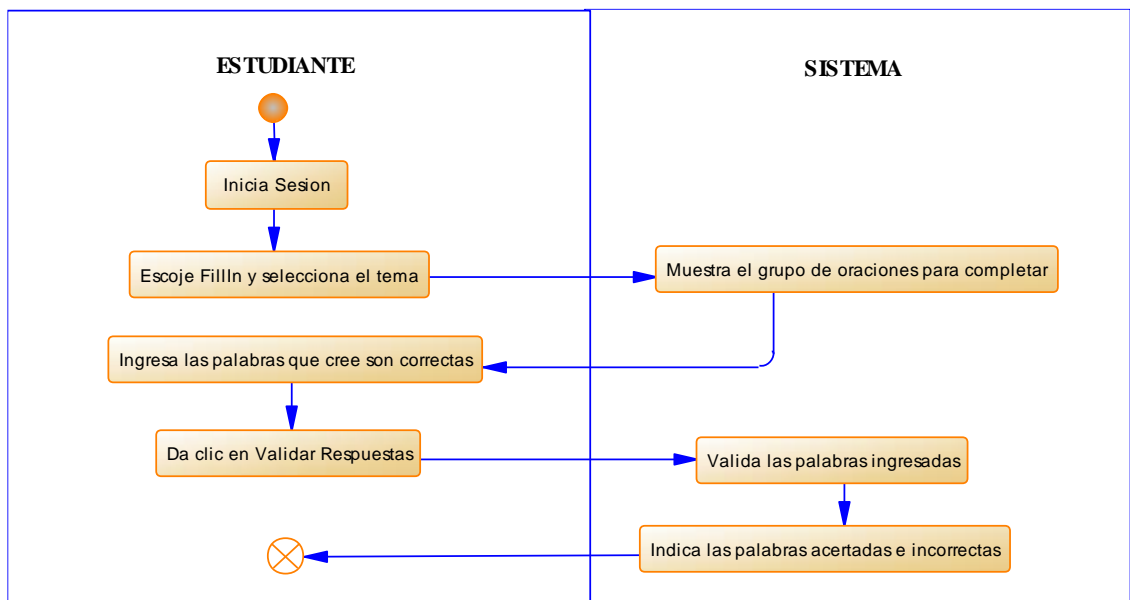 ESTUDIANTE
SISTEMA
Inicia Sesion
Escoje FillIn y selecciona el tema
Muestra el grupo de oraciones para completar
Ingresa las palabras que cree son correctas
Da clic en Validar Respuestas
Valida las palabras ingresadas
Indica las palabras acertadas e incorrectas